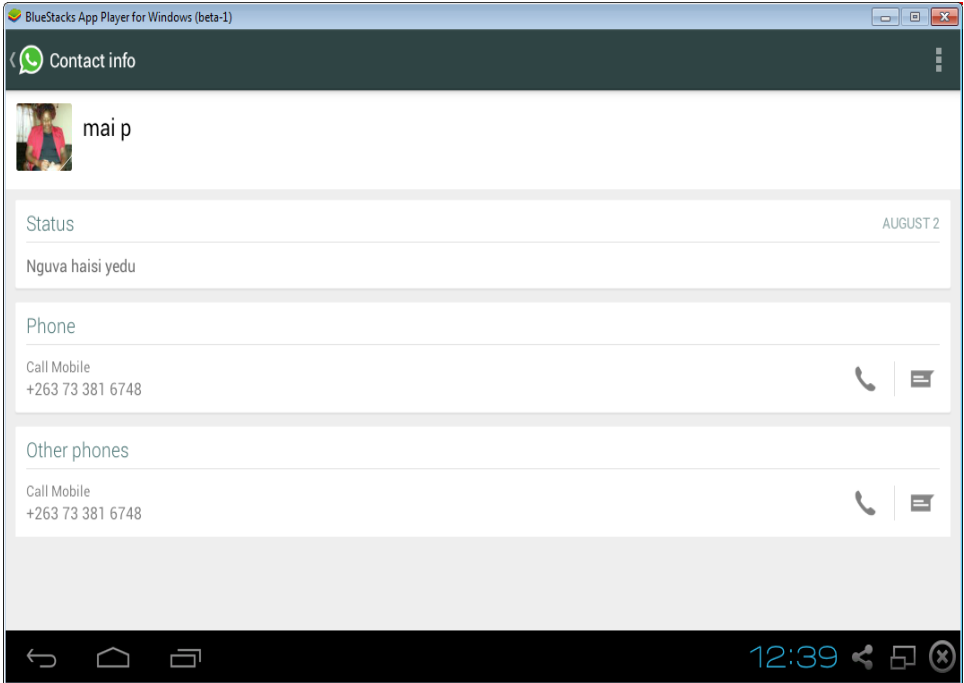 BlueStacks App Player for Windows (beta-1)
Contact info
mai p
Status AUGUST 2
Nguva haisi yedu
Phone
Call Mobile
+263 73 381 6748
Other phones
Call Mobile
+263 73 381 6748
12:39